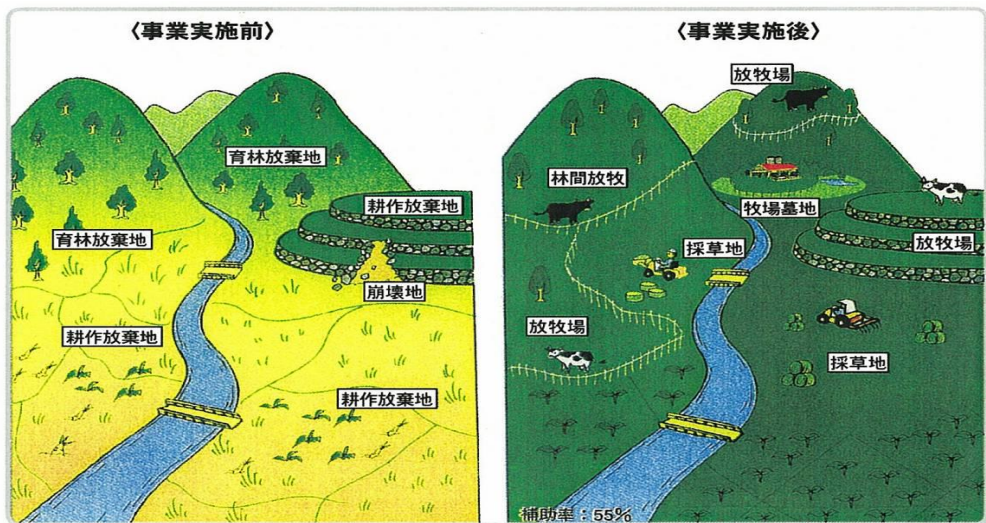 〈事業実施前〉
育林放棄地
耕作放棄地
育林放棄地
崩壊地
耕作放棄地
耕作放棄地
〈事業実施後〉
放牧場
林間放牧
牧場墓地
放牧場
採草地
放牧場
採草地
補助率：55%